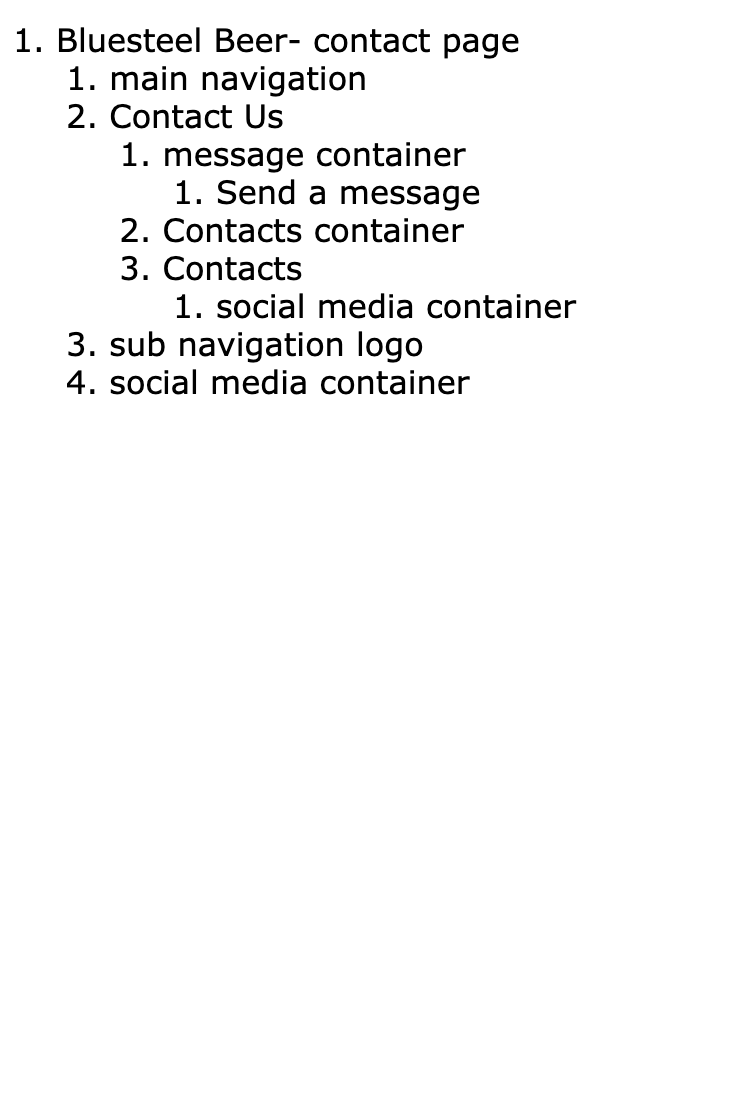 1. Bluesteel Beer- contact page
1. main navigation
2. Contact Us
1. message container
1. Send a message
2. Contacts container
3. Contacts
1. social media container
3. sub navigation logo
4. social media container